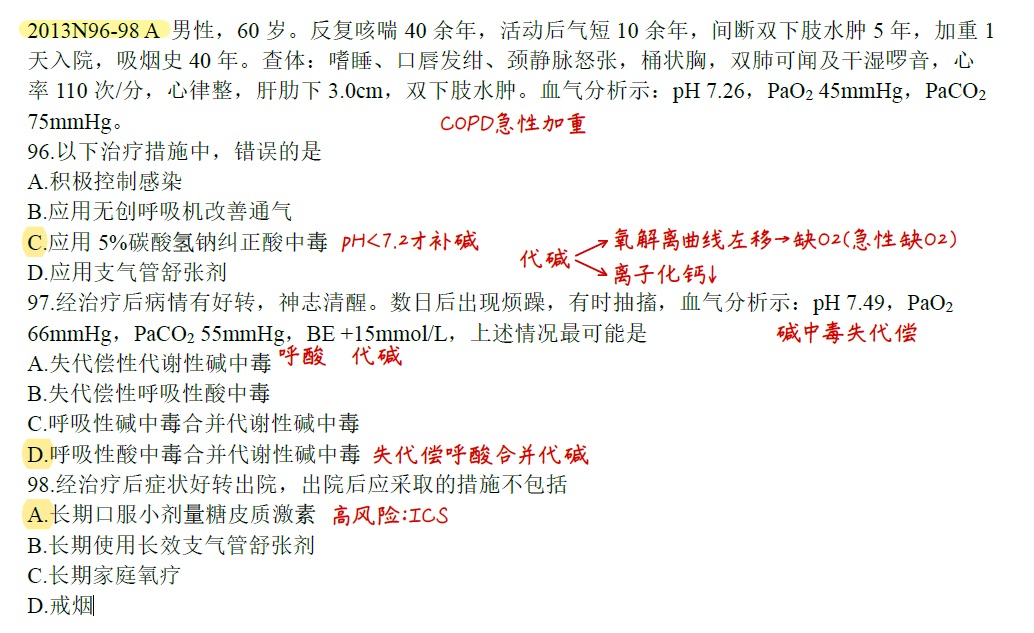 2013N96-98 A 男性，60 岁。反复咳喘 40 余年，活动后气短 10 余年，间断双下肢水肿 5 年，加重 1
天入院，吸烟史 40 年。查体：嗜睡、口唇发绀、颈静脉怒张，桶状胸，双肺可闻及干湿啰音，心
率 110 次/分，心律整，肝肋下 3.0cm，双下肢水肿。血气分析示：pH 7.26，PaO₂ 45mmHg，PaCO₂
75mmHg。
COPD急性加重
96.以下治疗措施中，错误的是
A.积极控制感染
B.应用无创呼吸机改善通气
C.应用 5%碳酸氢钠纠正酸中毒 pH<7.2才补碱
代碱 →氧解离曲线左移→缺O2(急性缺O2)
→离子化钙↓
D.应用支气管舒张剂
97.经治疗后病情有好转，神志清醒。数日后出现烦躁，有时抽搐，血气分析示：pH 7.49，PaO₂
66mmHg，PaCO₂ 55mmHg，BE +15mmol/L，上述情况最可能是 碱中毒失代偿
A.失代偿性代谢性碱中毒 呼酸 代碱
B.失代偿性呼吸性酸中毒
C.呼吸性碱中毒合并代谢性碱中毒
D.呼吸性酸中毒合并代谢性碱中毒 失代偿呼酸合并代碱
98.经治疗后症状好转出院，出院后应采取的措施不包括
A.长期口服小剂量糖皮质激素 高风险:ICS
B.长期使用长效支气管舒张剂
C.长期家庭氧疗
D.戒烟